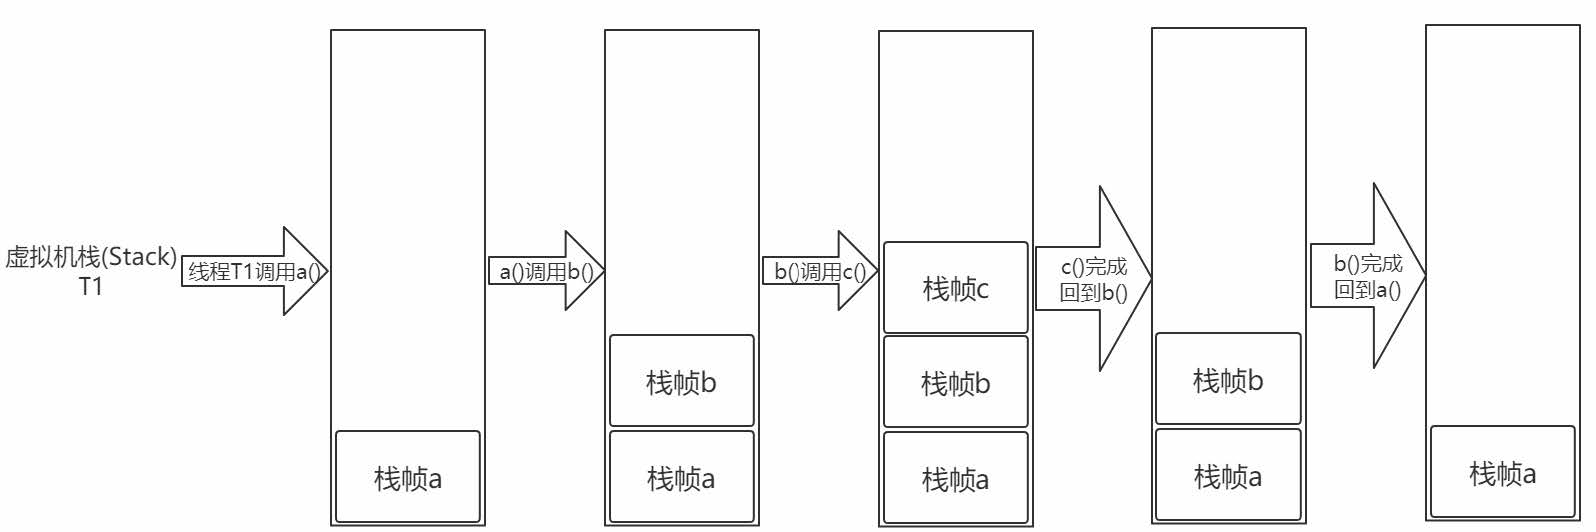 虚拟机栈(Stack)
T1
线程T1调用a()
栈帧a
a()调用b()
栈帧b
栈帧a
b()调用c()
栈帧c
栈帧b
栈帧a
c()完成
回到b()
栈帧b
栈帧a
b()完成
回到a()
栈帧a